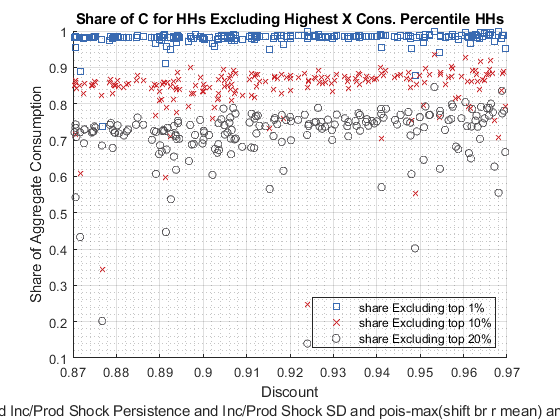 Share of C for HHs Excluding Highest X Cons. Percentile HHs
Share of Aggregate Consumption
1
0.9
0.8
0.7
0.6
0.5
0.4
0.3
0.2
0.1
share Excluding top 1%
share Excluding top 10%
share Excluding top 20%
0.87 0.88 0.89 0.9 0.91 0.92 0.93 0.94 0.95 0.96 0.97
Discount
d Inc/Prod Shock Persistence and Inc/Prod Shock SD and pois-max(shift br r mean) a